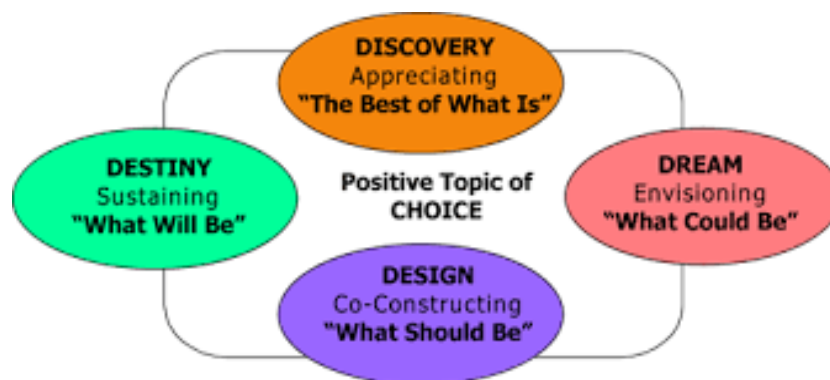 DISCOVERY
Appreciating
“The Best of What Is”
DESTINY
Sustaining
“What Will Be”
Positive Topic of
CHOICE
DREAM
Envisioning
“What Could Be”
DESIGN
Co-Constructing
“What Should Be”